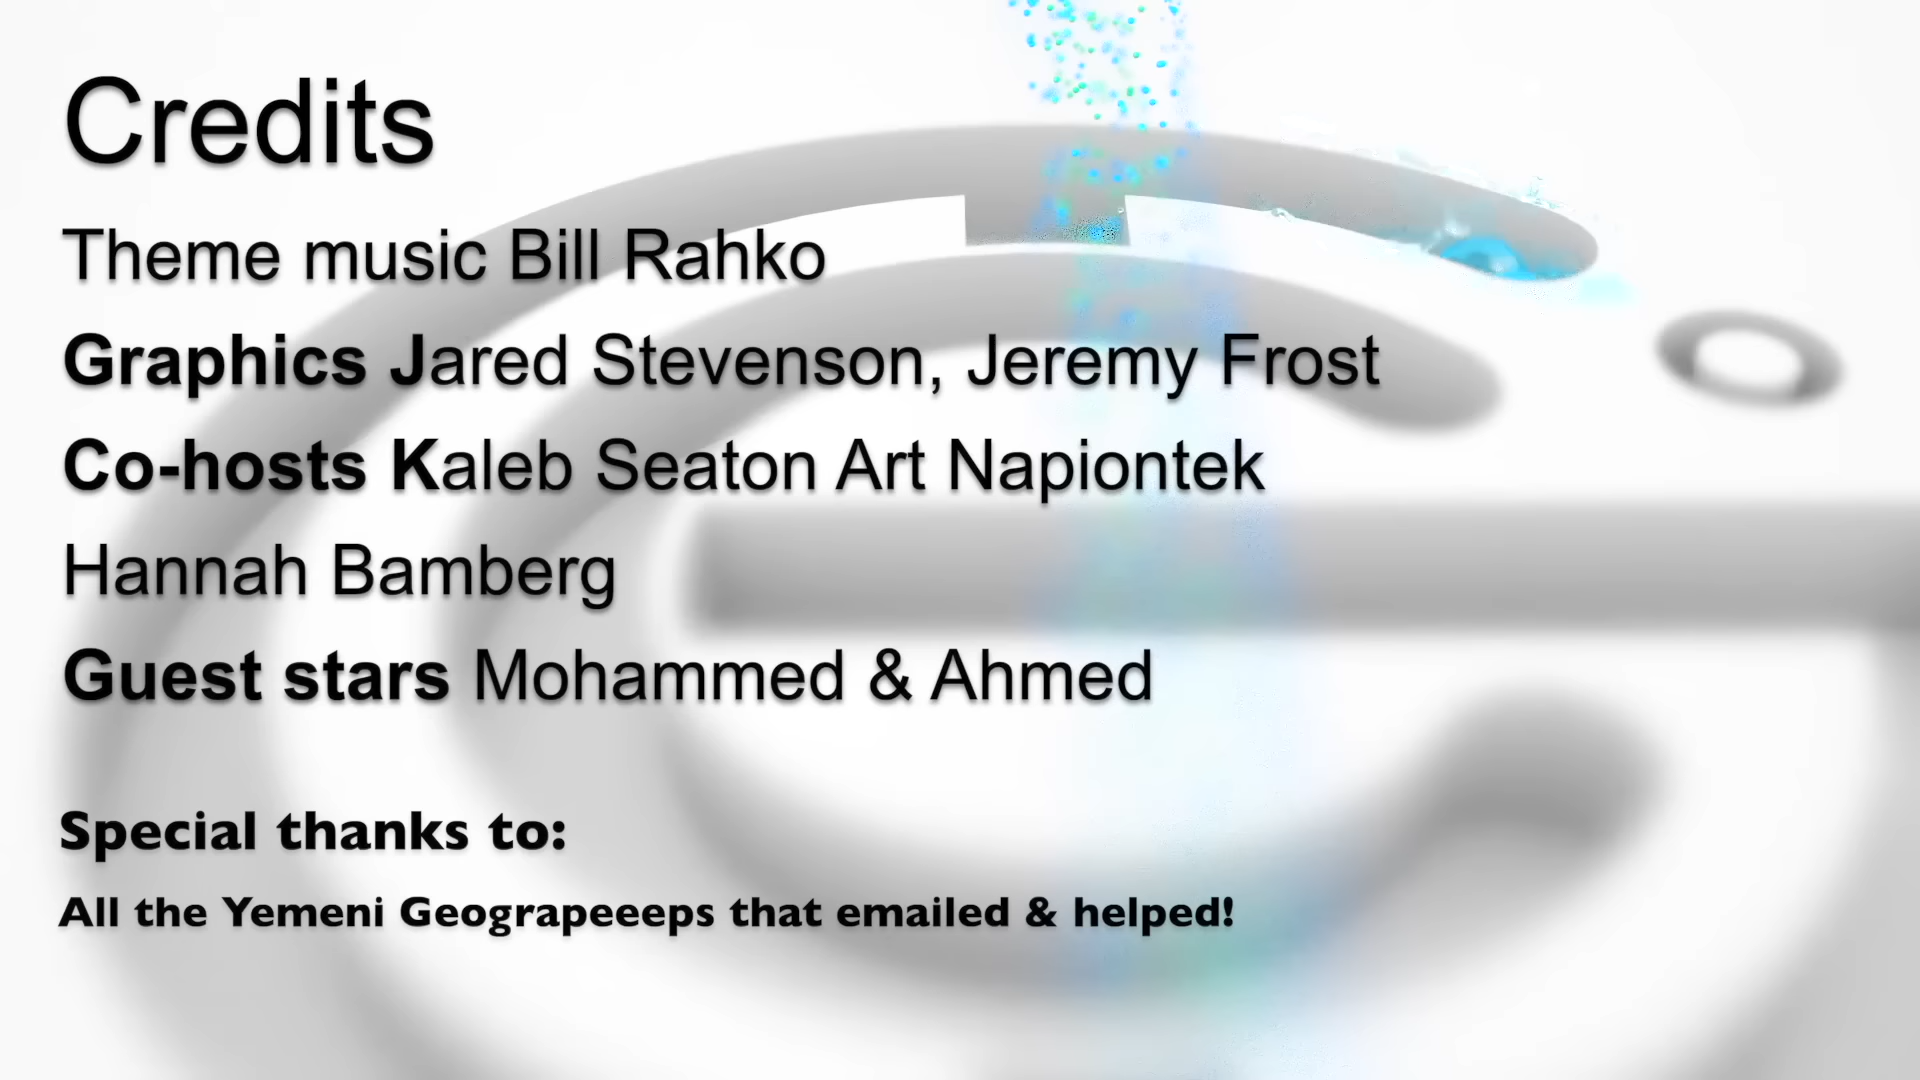 Credits
Theme music Bill Rahko
Graphics Jared Stevenson, Jeremy Frost
Co-hosts Kaleb Seaton Art Napiontek
Hannah Bamberg
Guest stars Mohammed & Ahmed
Special thanks to:
All the Yemeni Geograpeeeps that emailed & helped!